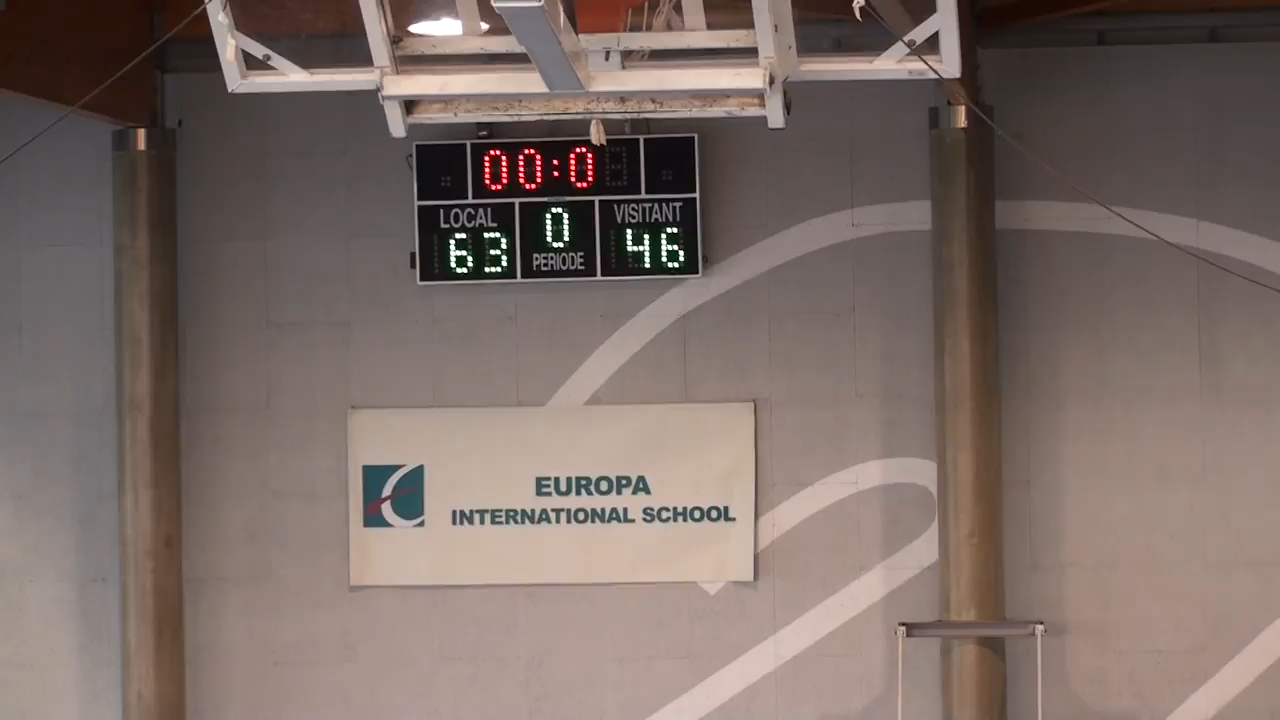 00:0
LOCAL
VISITANT
63
0
46
PERIODE
EUROPA
INTERNATIONAL SCHOOL